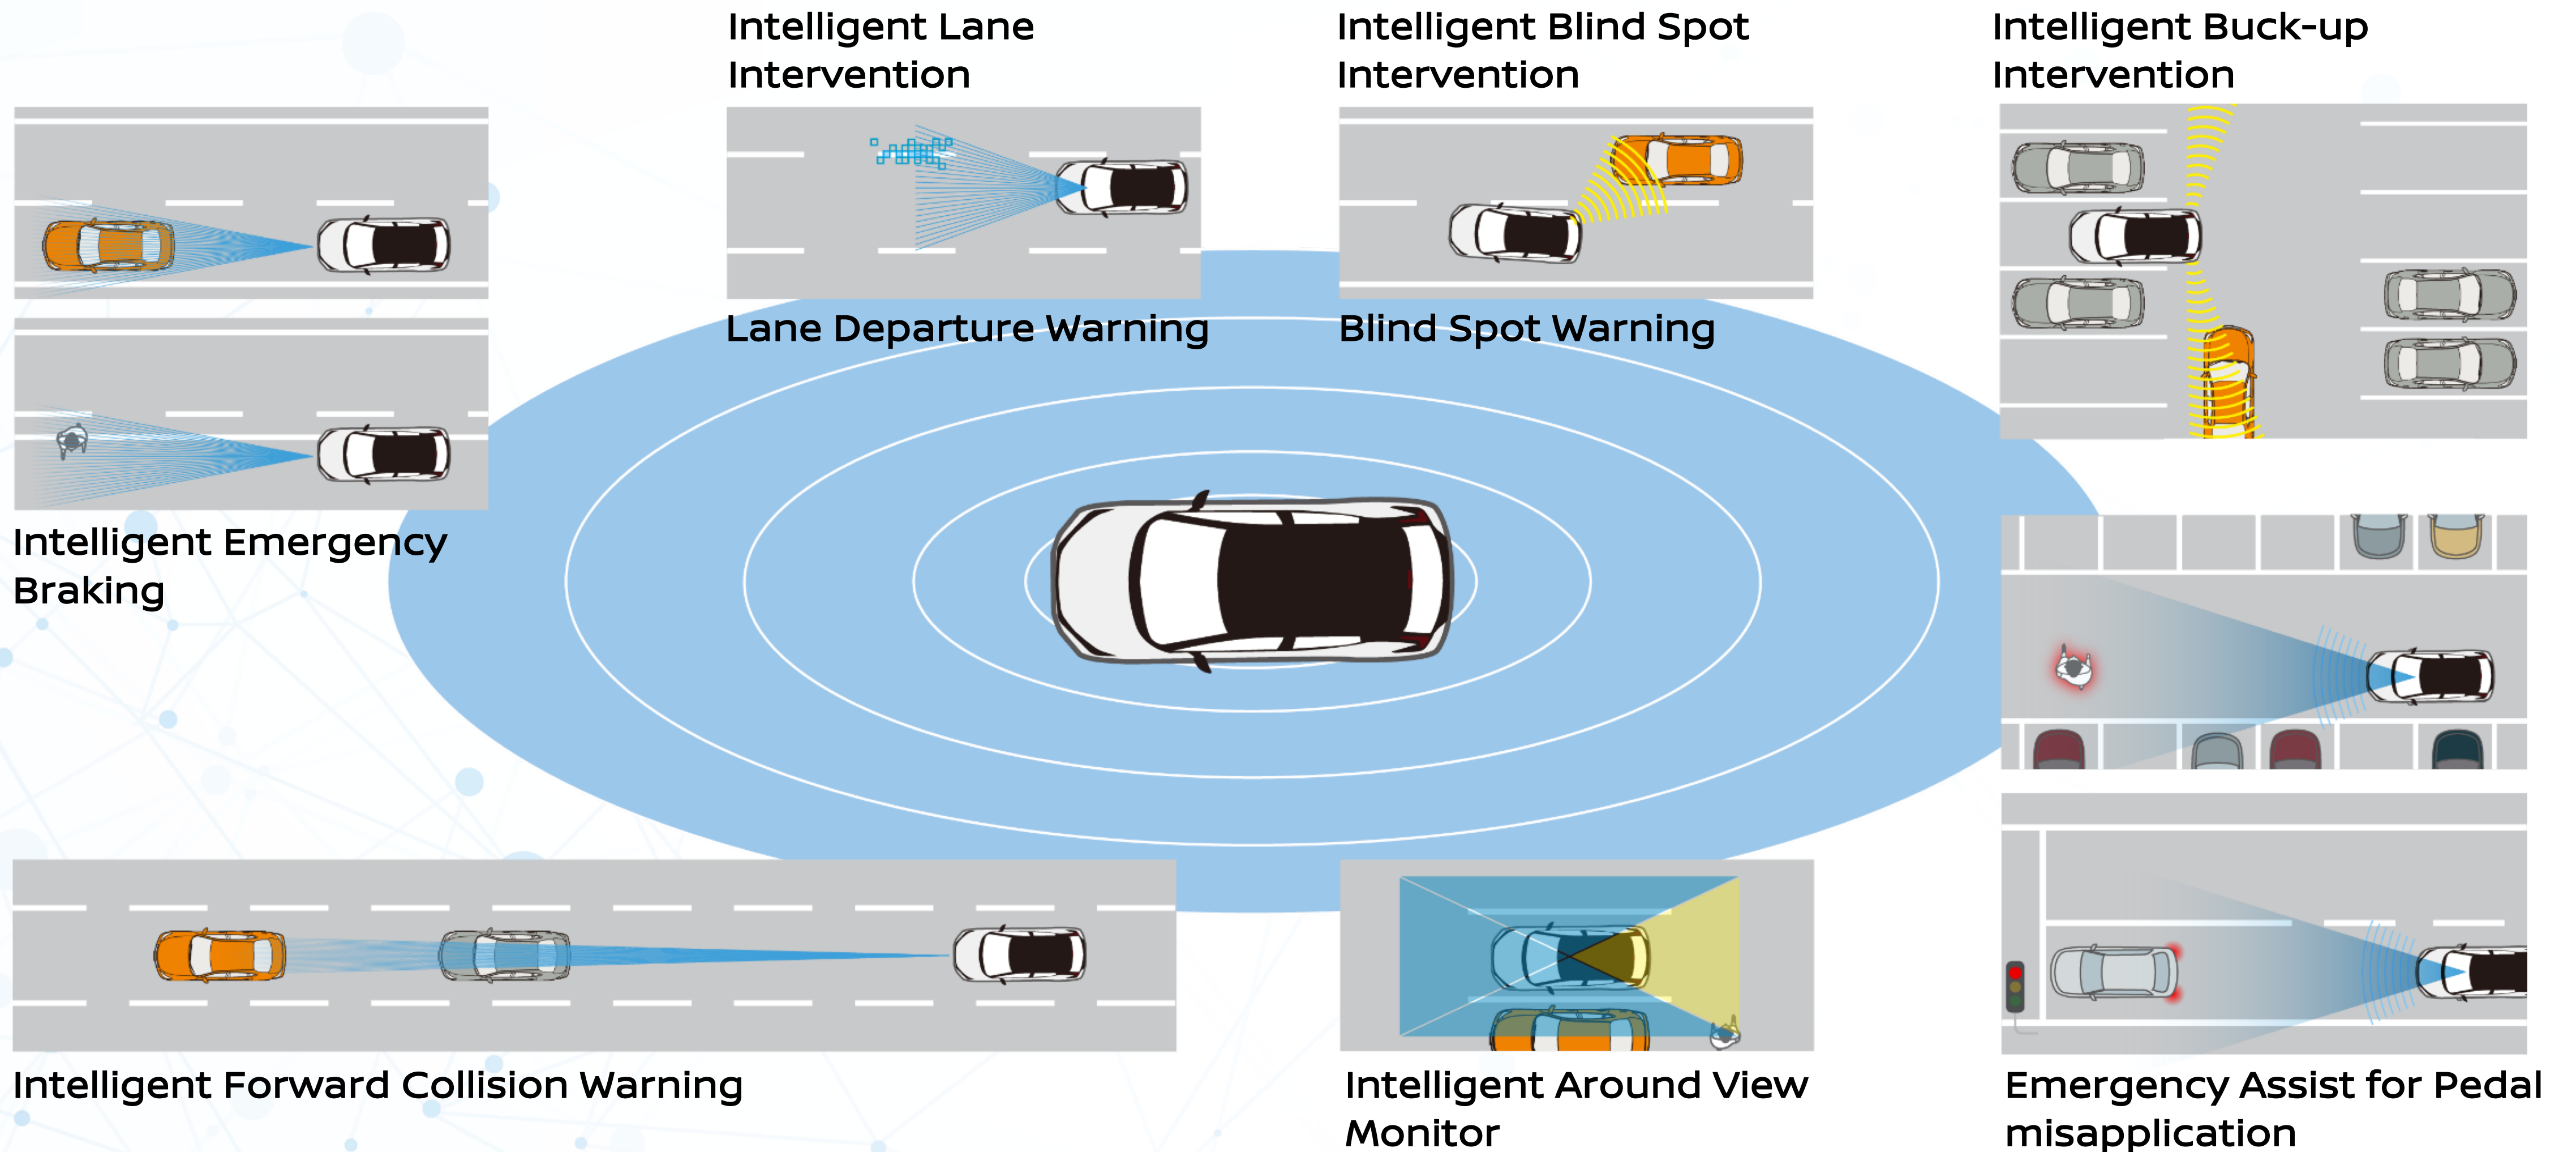 Intelligent Lane
Intervention
Intelligent Blind Spot
Intervention
Intelligent Buck-up
Intervention
Lane Departure Warning
Blind Spot Warning
Intelligent Emergency
Braking
Intelligent Forward Collision Warning
Intelligent Around View
Monitor
Emergency Assist for Pedal
misapplication